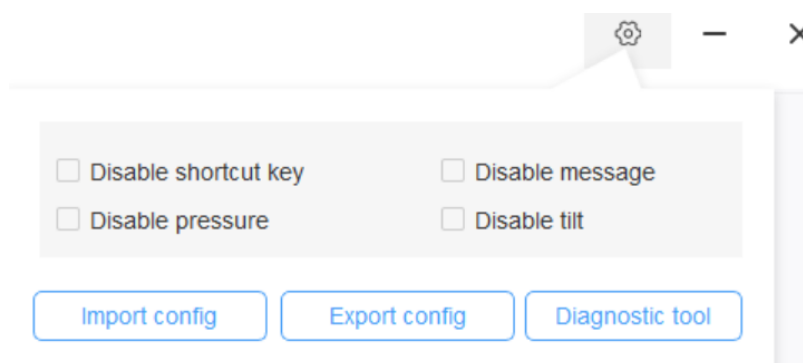 Disable shortcut key
Disable message
Disable pressure
Disable tilt
Import config
Export config
Diagnostic tool